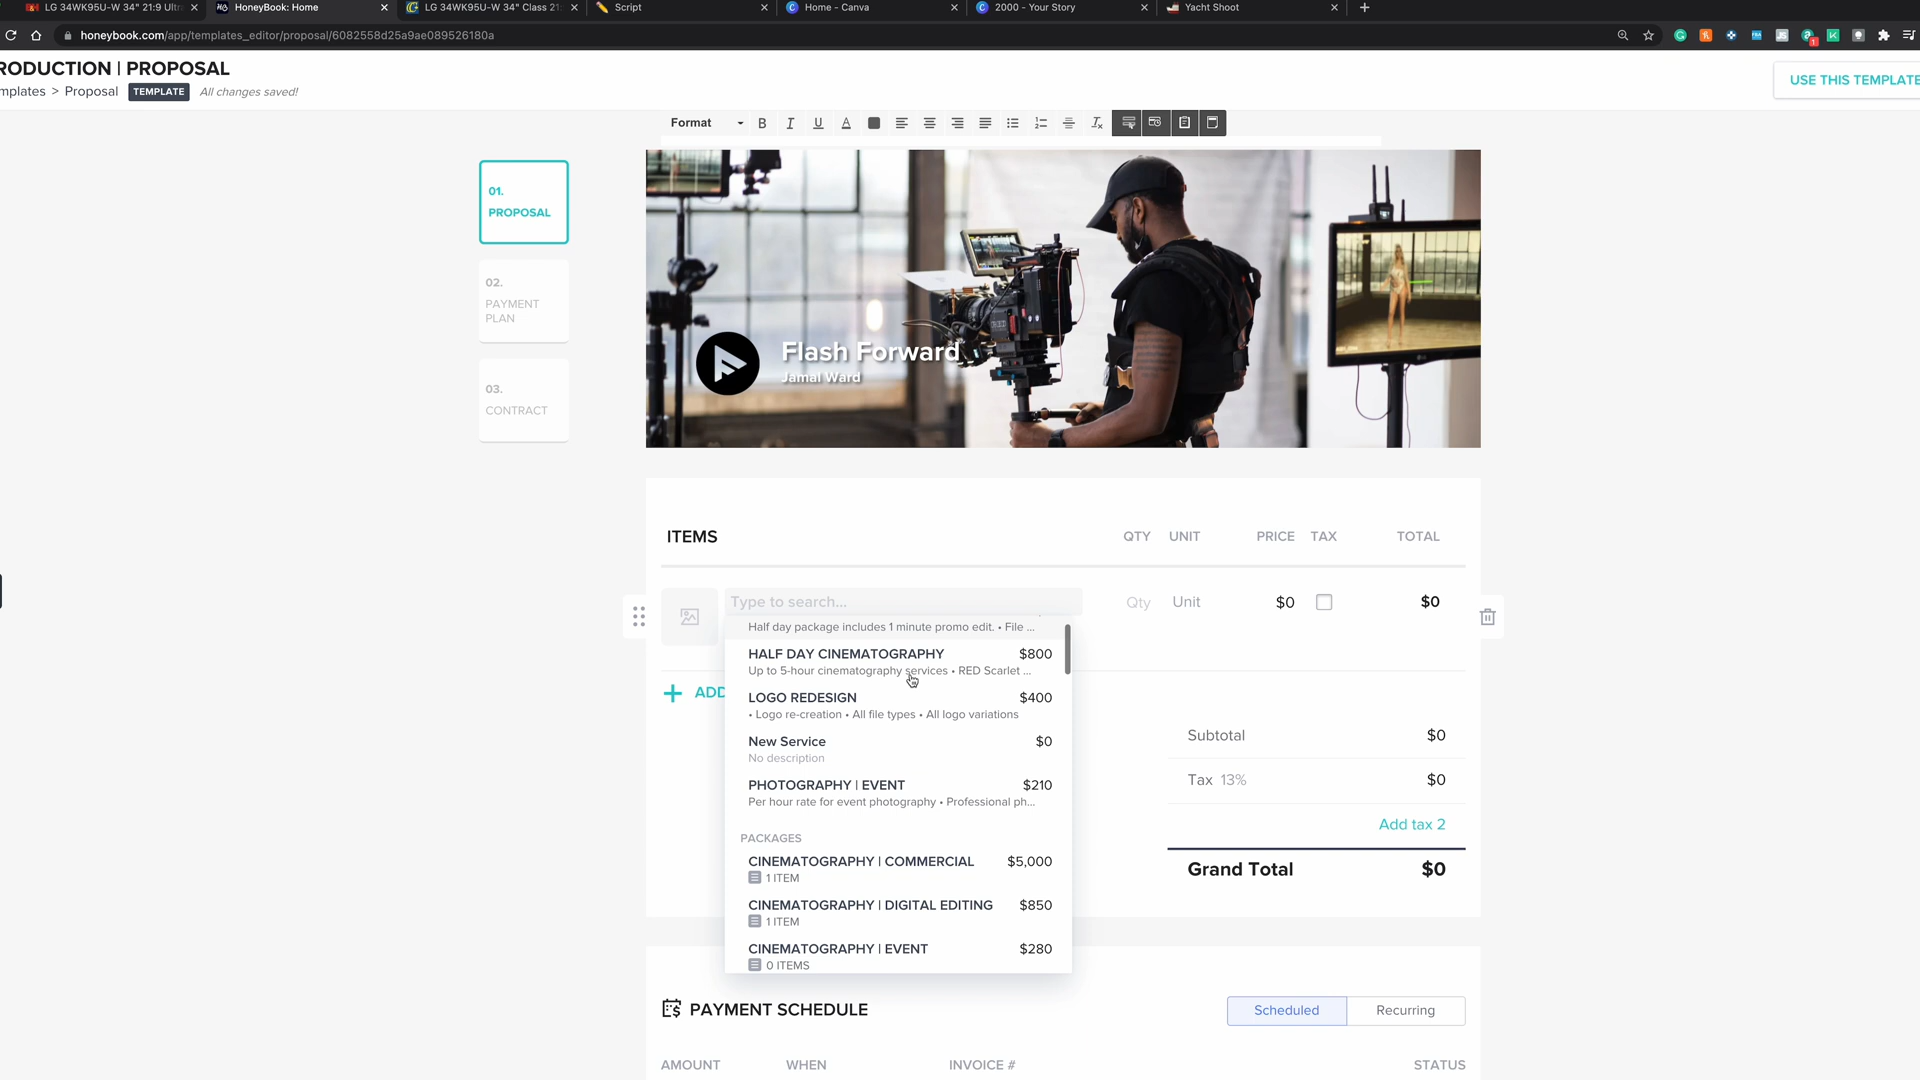 LG 34WK95U-W 34" 21:9 Ultr
HoneyBook: Home
LG 34WK95U-W 34" Class 21:
Script
Home - Canva
2000 - Your Story
Yacht Shoot
honeybook.com/app/templates_editor/proposal/6082558d25a9ae089526180a
RODUCTION | PROPOSAL
USE THIS TEMPLATE
mplates > Proposal TEMPLATE All changes saved!
Format
01.
PROPOSAL
02.
PAYMENT
PLAN
03.
CONTRACT
Flash Forward
Jamal Ward
ITEMS QTY UNIT PRICE TAX TOTAL
Type to search... Qty Unit $0 $0
Half day package includes 1 minute promo edit. • File ...
HALF DAY CINEMATOGRAPHY $800
Up to 5-hour cinematography services • RED Scarlet ...
ADD
LOGO REDESIGN $400
• Logo re-creation • All file types • All logo variations
New Service $0
No description
PHOTOGRAPHY | EVENT $210
Per hour rate for event photography • Professional ph...
PACKAGES
CINEMATOGRAPHY | COMMERCIAL $5,000
1 ITEM
CINEMATOGRAPHY | DIGITAL EDITING $850
1 ITEM
CINEMATOGRAPHY | EVENT $280
0 ITEMS
Subtotal $0
Tax 13% $0
Add tax 2
Grand Total $0
PAYMENT SCHEDULE
Scheduled Recurring
AMOUNT WHEN INVOICE # STATUS